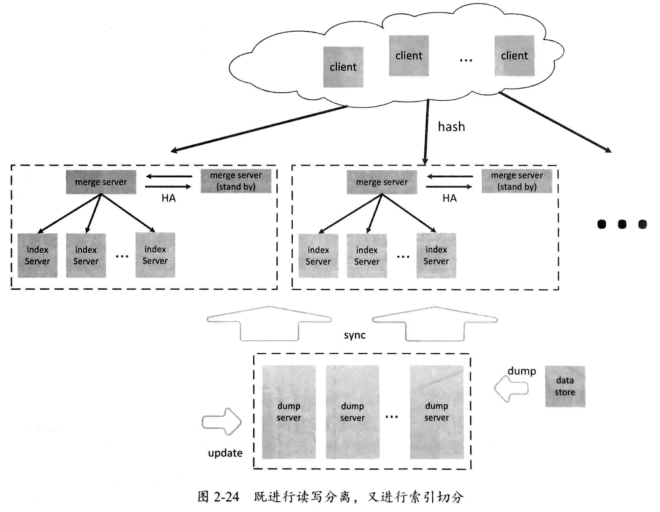 client
client
...
client
hash
merge server
merge server
(stand by)
HA
index
Server
index
Server
...
index
Server
merge server
merge server
(stand by)
HA
index
Server
index
Server
...
index
Server
sync
dump
server
dump
server
...
dump
server
dump
data
store
update
图 2-24 既进行读写分离，又进行索引切分